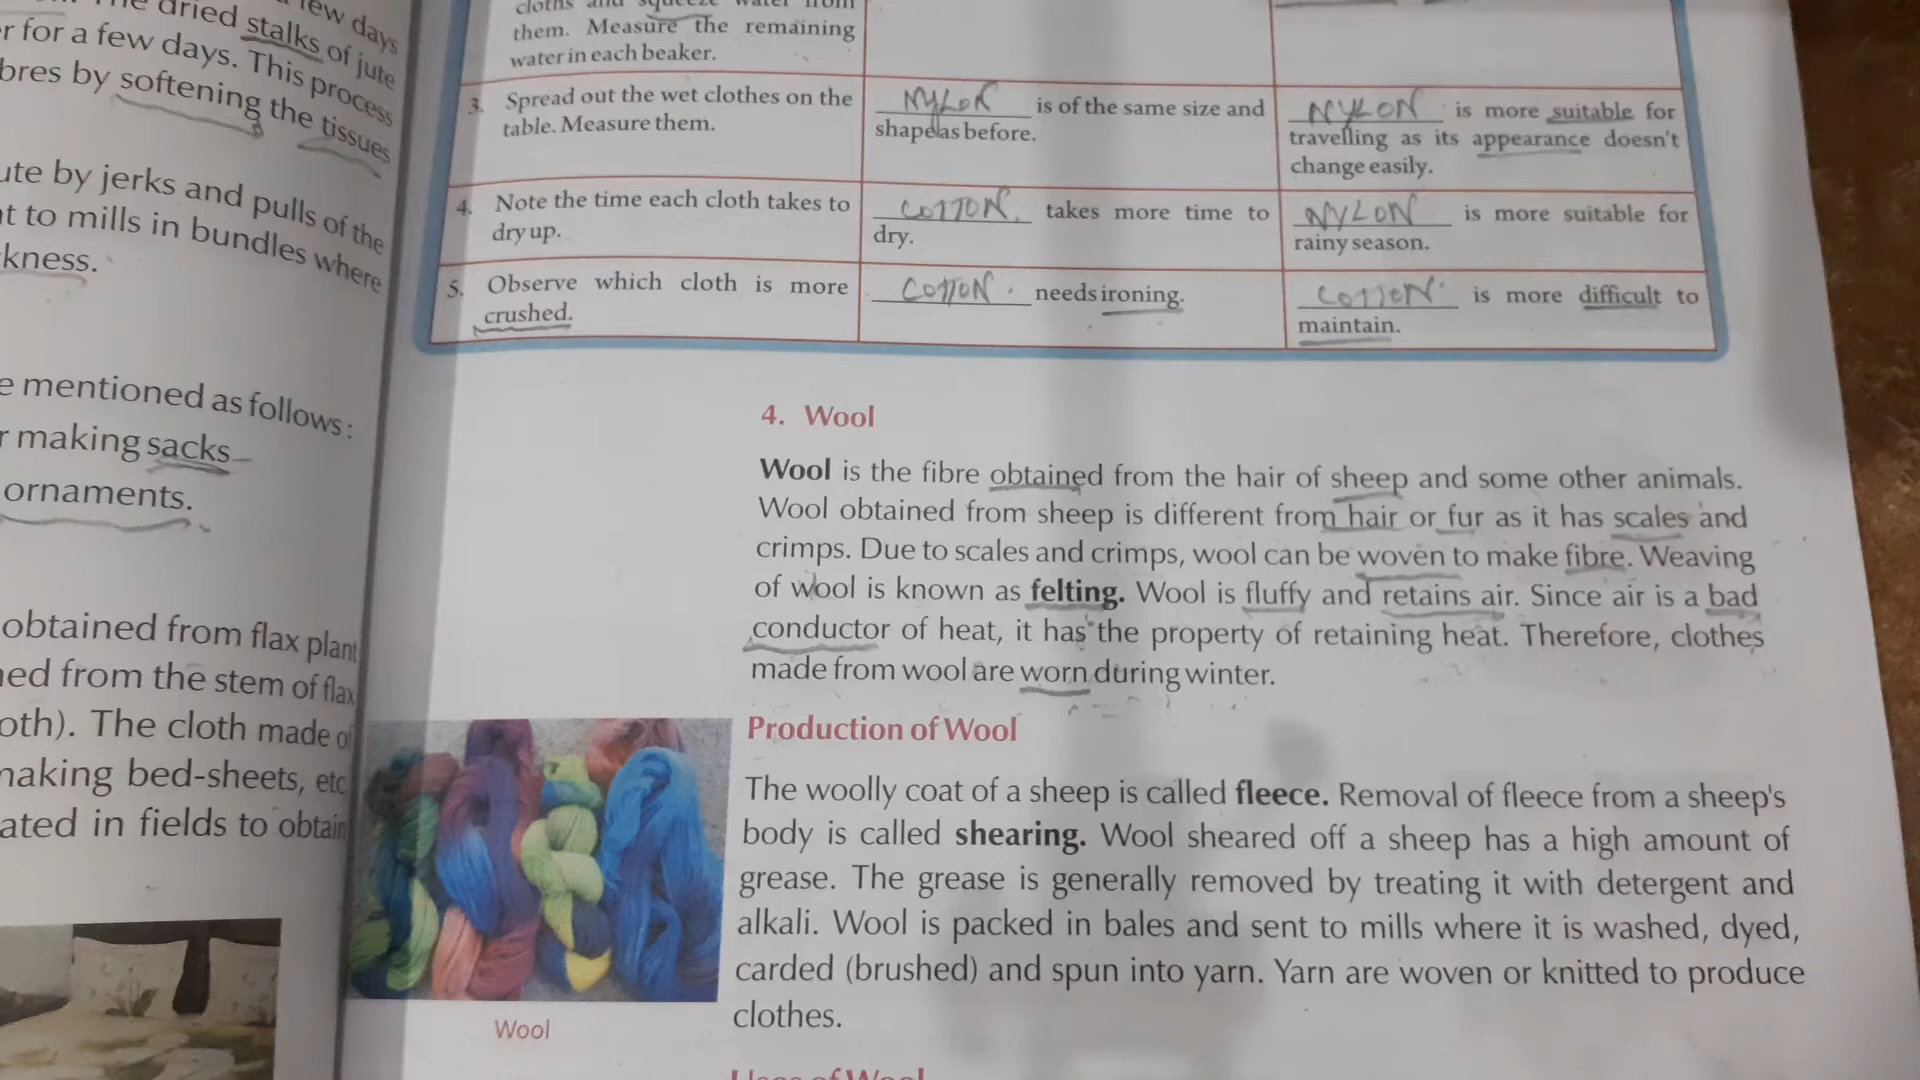 few days
dried stalks of jute
r for a few days. This process
bres by softening the tissues
ute by jerks and pulls of the
t to mills in bundles where
kness.
e mentioned as follows:
r making sacks
ornaments.
obtained from flax plant
ned from the stem of flax
oth). The cloth made of
making bed-sheets, etc
ated in fields to obtain
cloths and squeeze water from
them. Measure the remaining
water in each beaker.
3. Spread out the wet clothes on the
table. Measure them.
NYLON is of the same size and
shape as before.
NYLON is more suitable for
travelling as its appearance doesn't
change easily.
4. Note the time each cloth takes to
dry up.
COTTON takes more time to
dry.
NYLON is more suitable for
rainy season.
5. Observe which cloth is more
crushed.
COTTON needs ironing.
COTTON is more difficult to
maintain.
4. Wool
Wool is the fibre obtained from the hair of sheep and some other animals.
Wool obtained from sheep is different from hair or fur as it has scales and
crimps. Due to scales and crimps, wool can be woven to make fibre. Weaving
of wool is known as felting. Wool is fluffy and retains air. Since air is a bad
conductor of heat, it has the property of retaining heat. Therefore, clothes
made from wool are worn during winter.
Production of Wool
The woolly coat of a sheep is called fleece. Removal of fleece from a sheep's
body is called shearing. Wool sheared off a sheep has a high amount of
grease. The grease is generally removed by treating it with detergent and
alkali. Wool is packed in bales and sent to mills where it is washed, dyed,
carded (brushed) and spun into yarn. Yarn are woven or knitted to produce
clothes.
Wool
Uses of Wool